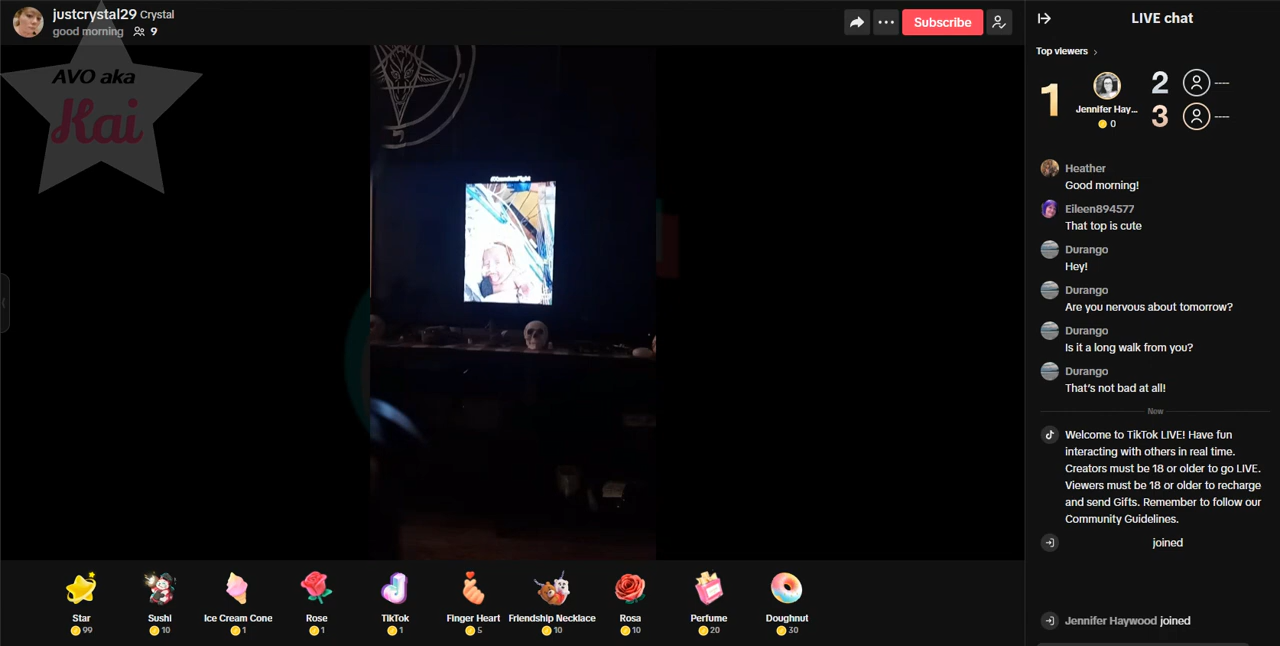 justcrystal29 Crystal
good morning 9
Subscribe
AVO aka
Kai
LIVE chat
Top viewers
1
Jennifer Hay...
0
2 ----
3 ----
Heather
Good morning!
Eileen894577
That top is cute
Durango
Hey!
Durango
Are you nervous about tomorrow?
Durango
Is it a long walk from you?
Durango
That's not bad at all!
New
Welcome to TikTok LIVE! Have fun
interacting with others in real time.
Creators must be 18 or older to go LIVE.
Viewers must be 18 or older to recharge
and send Gifts. Remember to follow our
Community Guidelines.
joined
Jennifer Haywood joined
Star
99
Sushi
10
Ice Cream Cone
1
Rose
1
TikTok
1
Finger Heart
5
Friendship Necklace
10
Rosa
10
Perfume
20
Doughnut
30